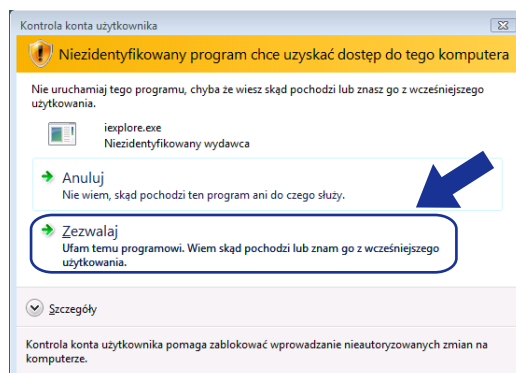 Kontrola konta użytkownika
Niezidentyfikowany program chce uzyskać dostęp do tego komputera
Nie uruchamiaj tego programu, chyba że wiesz skąd pochodzi lub znasz go z wcześniejszego
użytkowania.
iexplore.exe
Niezidentyfikowany wydawca
Anuluj
Nie wiem, skąd pochodzi ten program ani do czego służy.
Zezwalaj
Ufam temu programowi. Wiem skąd pochodzi lub znam go z wcześniejszego
użytkowania.
Szczegóły
Kontrola konta użytkownika pomaga zablokować wprowadzanie nieautoryzowanych zmian na
komputerze.